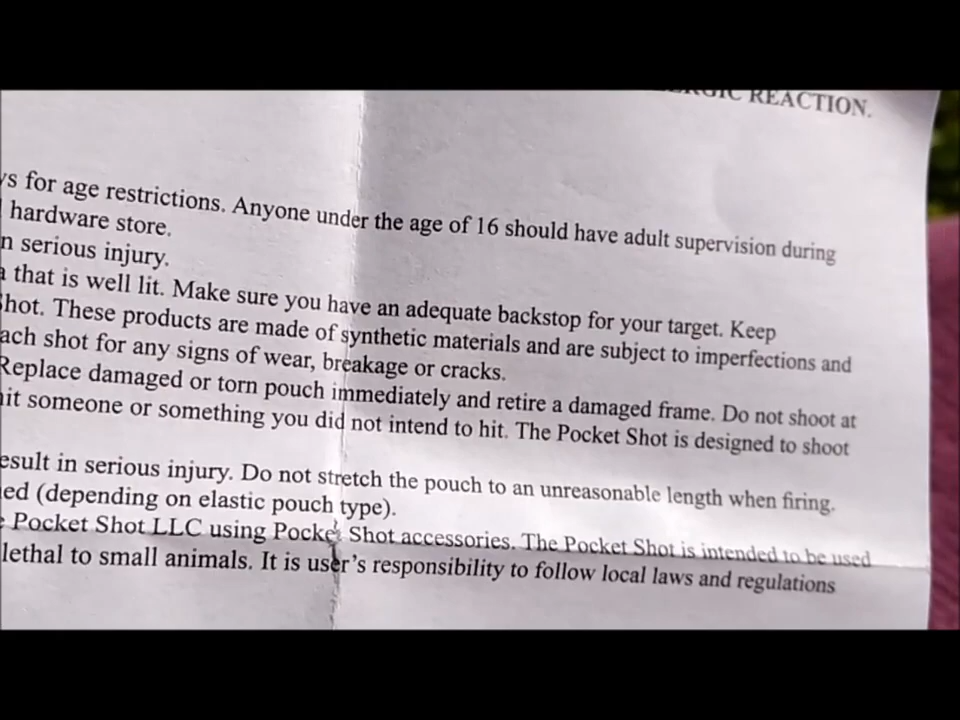 REACTION.
for age restrictions. Anyone under the age of 16 should have adult supervision during
hardware store.
serious injury.
that is well lit. Make sure you have an adequate backstop for your target. Keep
These products are made of synthetic materials and are subject to imperfections and
shot for any signs of wear, breakage or cracks.
Replace damaged or torn pouch immediately and retire a damaged frame. Do not shoot at
someone or something you did not intend to hit. The Pocket Shot is designed to shoot
in serious injury. Do not stretch the pouch to an unreasonable length when firing.
(depending on elastic pouch type).
Pocket Shot LLC using Pocket Shot accessories. The Pocket Shot is intended to be used
lethal to small animals. It is user's responsibility to follow local laws and regulations